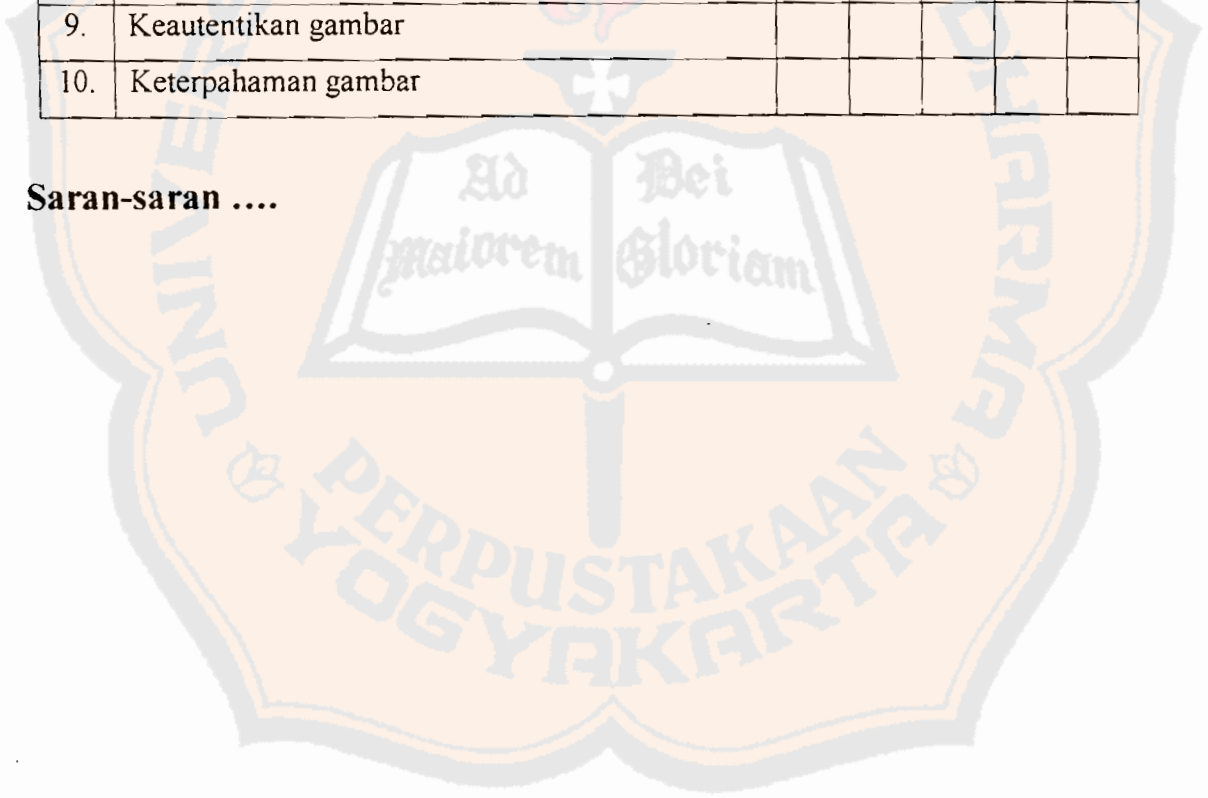 9. Keautentikan gambar
10. Keterpahaman gambar
Saran-saran ....
Ad Dei
Maiorem Gloriam
PERPUSTAKAAN
YOGYAKARTA